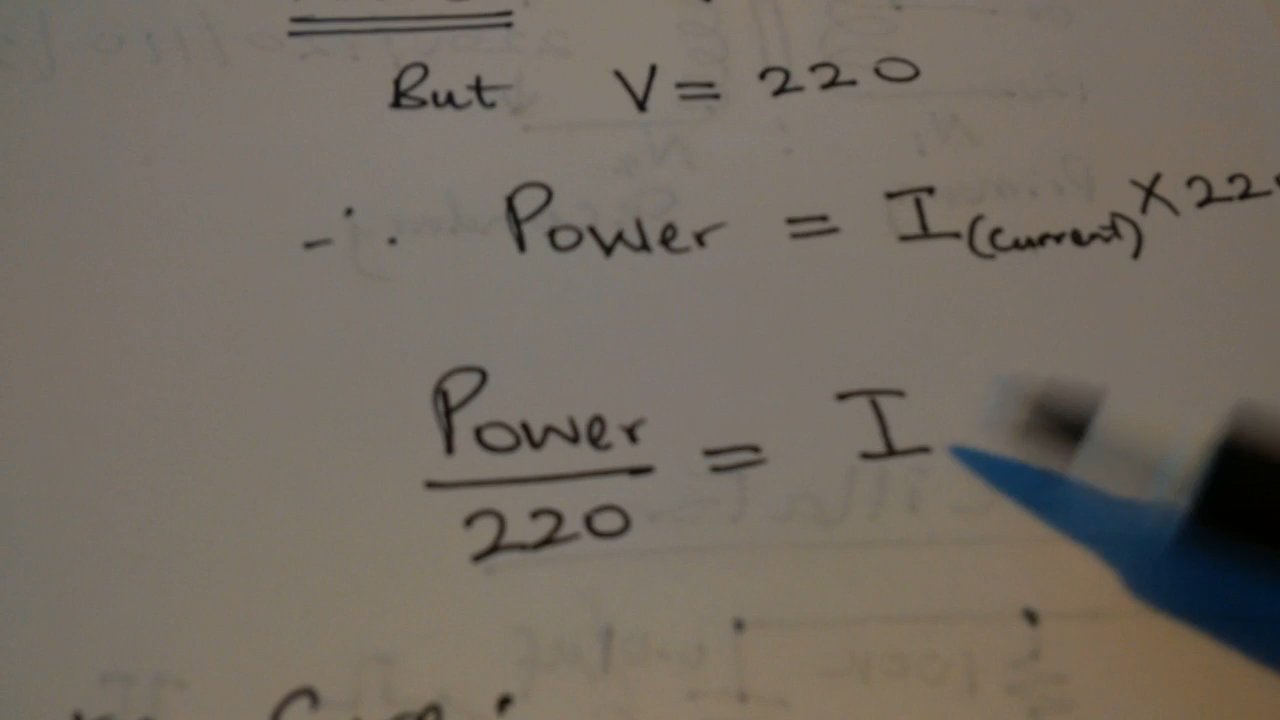 But V = 220
∴ Power = I (Current) X 22
Power
220
= I